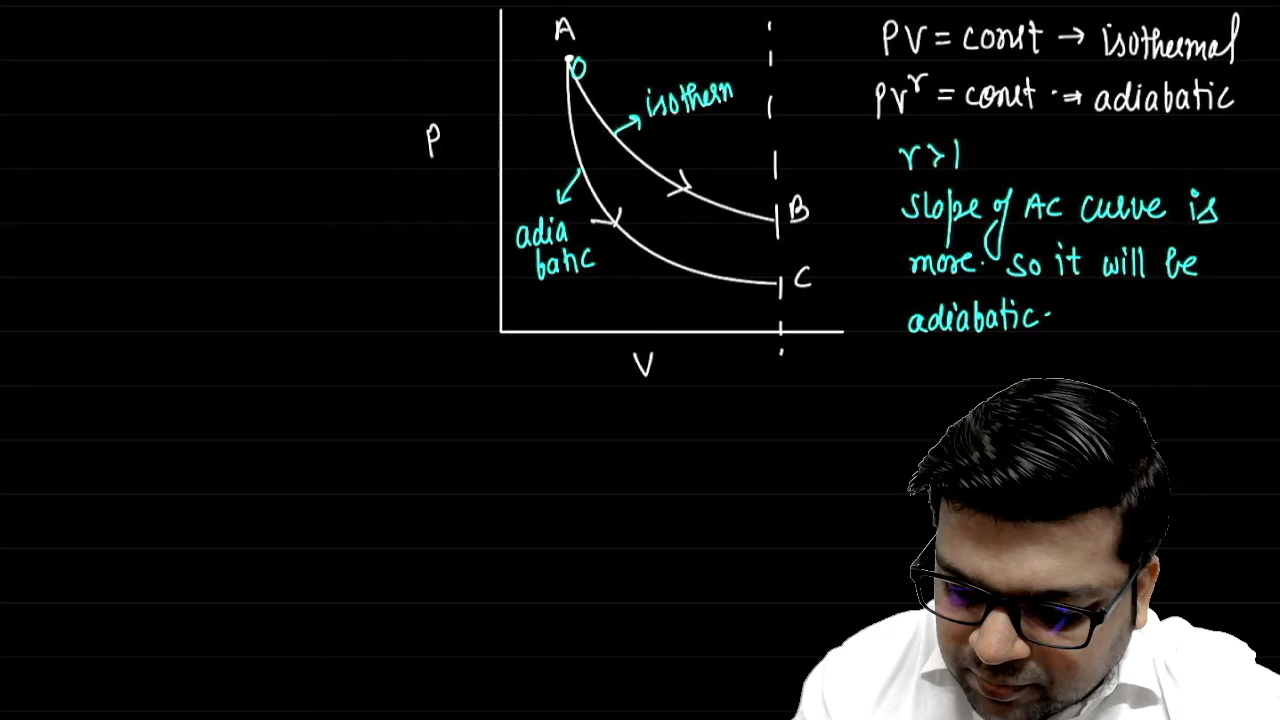 A
O
isotherm
P
adia
batic
B
C
V
PV = const → isothermal
PV^r = const → adiabatic
r > 1
Slope of AC curve is
more. So it will be
adiabatic.